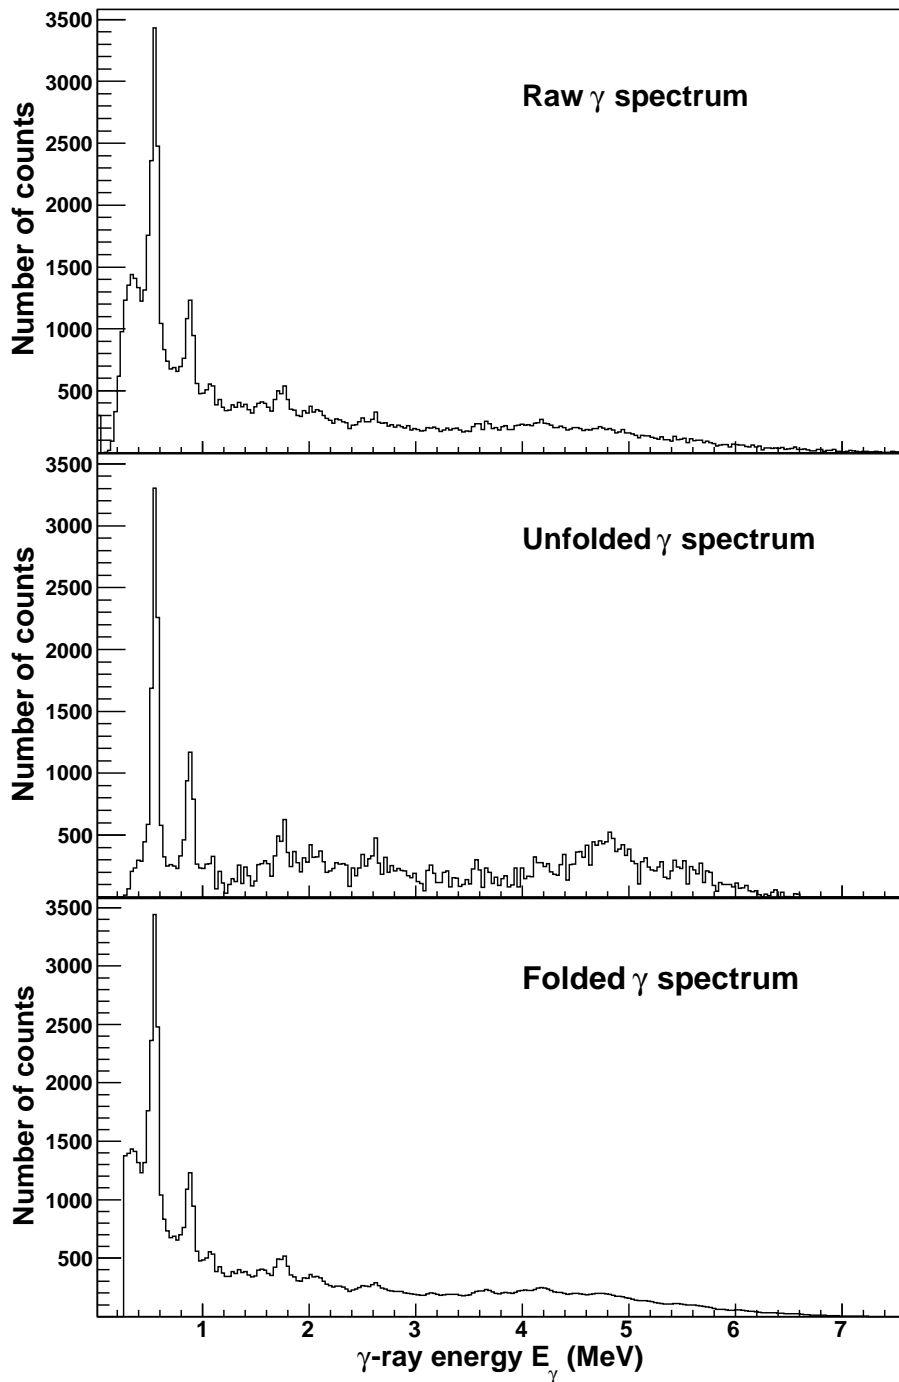 3500
3000
2500
2000
1500
1000
500
Number of counts
Raw γ spectrum
3500
3000
2500
2000
1500
1000
500
Number of counts
Unfolded γ spectrum
3500
3000
2500
2000
1500
1000
500
Number of counts
Folded γ spectrum
1 2 3 4 5 6 7
γ-ray energy E_γ (MeV)